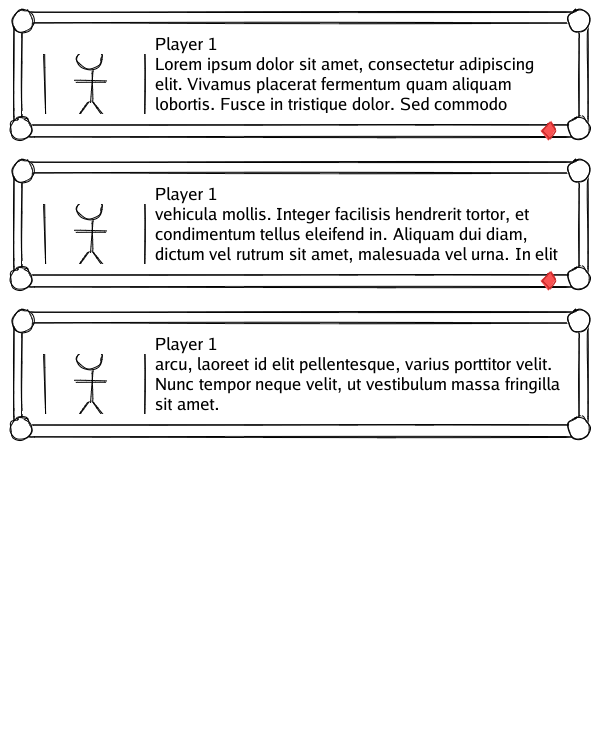 Player 1
Lorem ipsum dolor sit amet, consectetur adipiscing
elit. Vivamus placerat fermentum quam aliquam
lobortis. Fusce in tristique dolor. Sed commodo
Player 1
vehicula mollis. Integer facilisis hendrerit tortor, et
condimentum tellus eleifend in. Aliquam dui diam,
dictum vel rutrum sit amet, malesuada vel urna. In elit
Player 1
arcu, laoreet id elit pellentesque, varius porttitor velit.
Nunc tempor neque velit, ut vestibulum massa fringilla
sit amet.